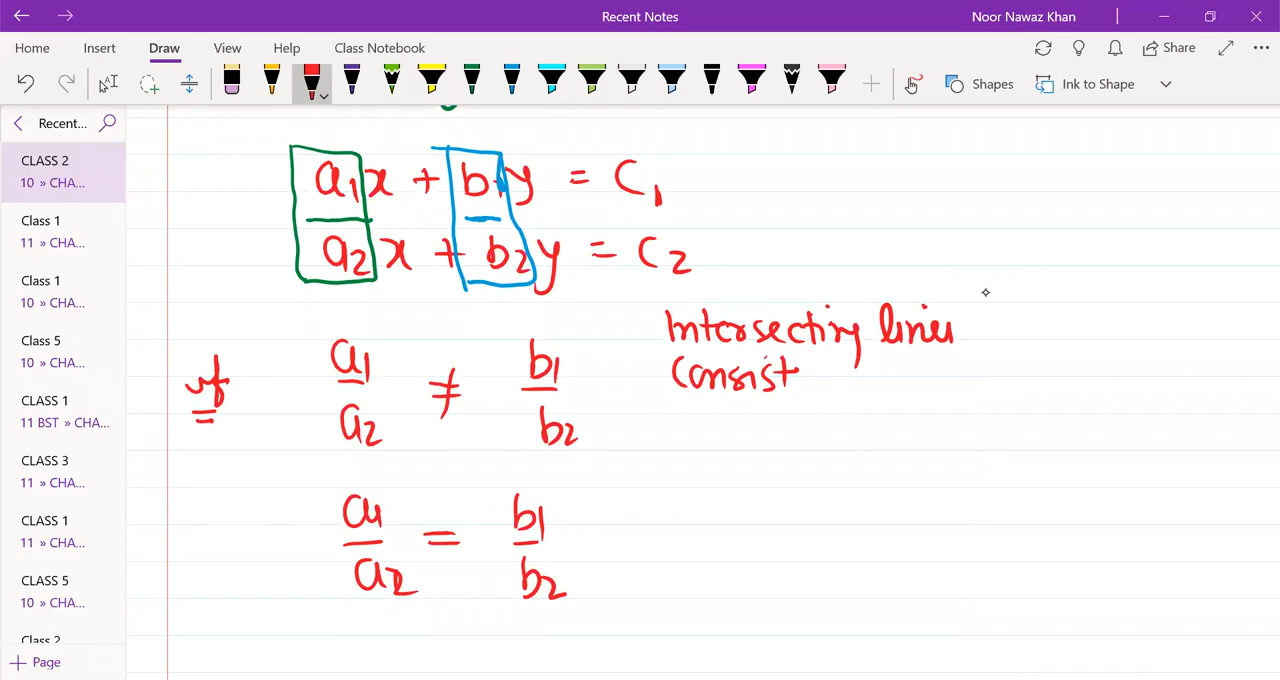 Recent Notes
Noor Nawaz Khan
Home Insert Draw View Help Class Notebook Share
Shapes Ink to Shape
Recent...
CLASS 2
10 » CHA...
Class 1
11 » CHA...
Class 1
10 » CHA...
Class 5
10 » CHA...
CLASS 1
11 BST » CHA...
CLASS 3
11 » CHA...
CLASS 1
11 » CHA...
CLASS 5
10 » CHA...
Class 2
Page
a1x + b1y = C1
a2x + b2y = C2
Intersecting lines
Consist
if a1/a2 ≠ b1/b2
a1/a2 = b1/b2